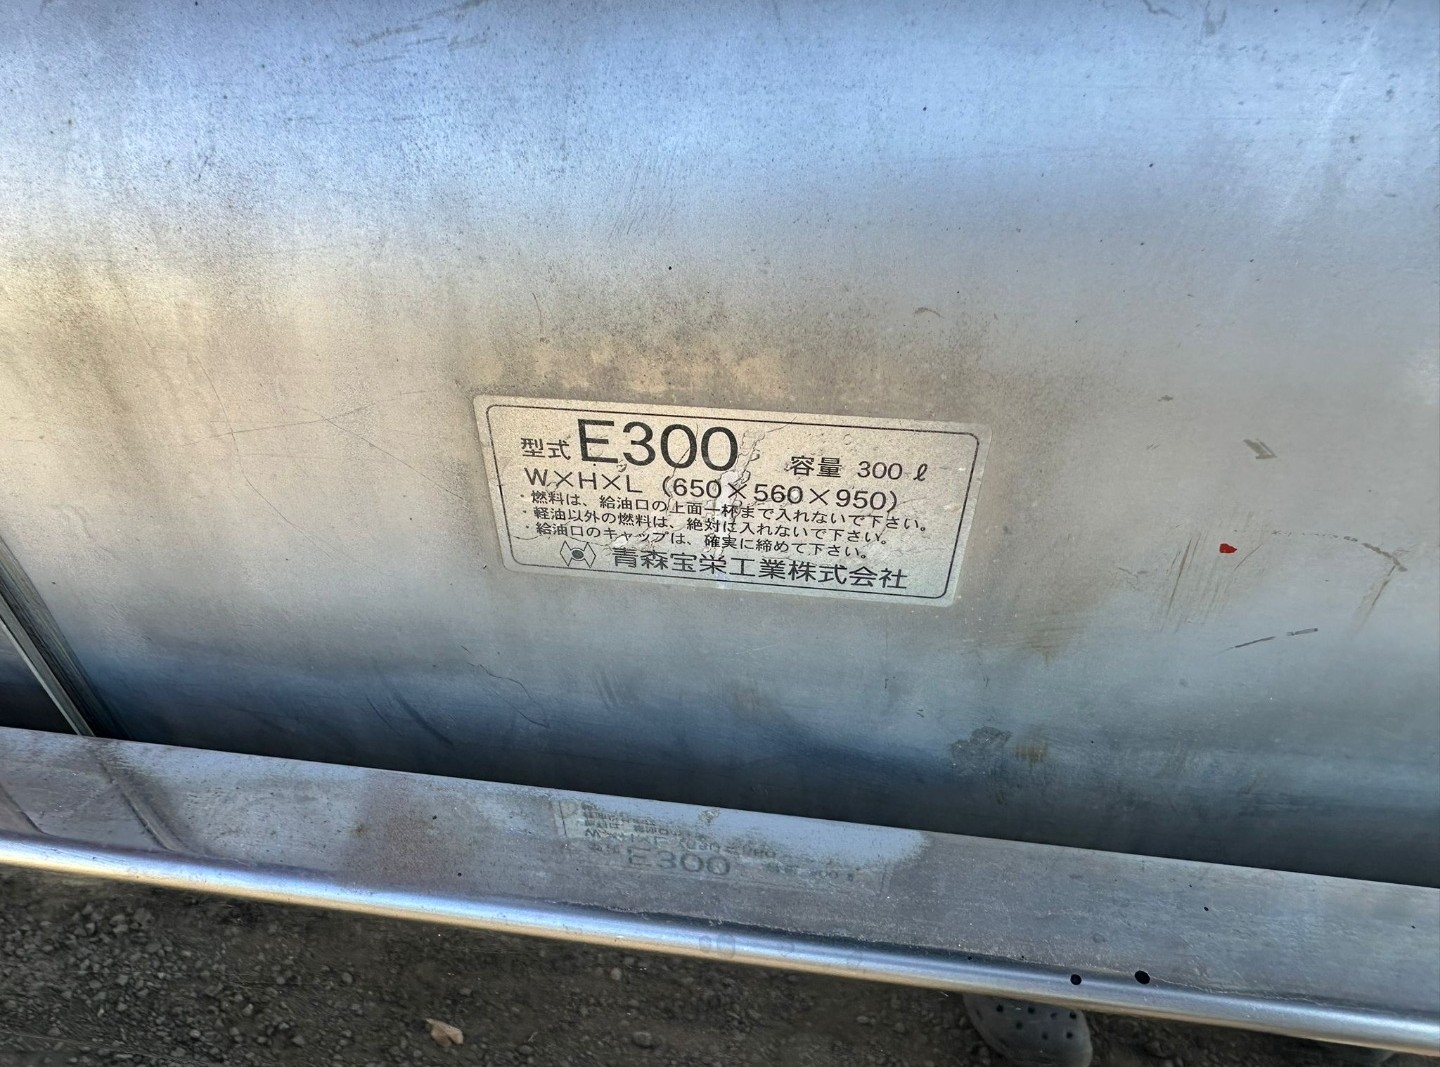 型式 E300 容量 300 ℓ
W×H×L (650×560×950)
・燃料は、給油口の上面一杯まで入れないで下さい。
・軽油以外の燃料は、絶対に入れないで下さい。
・給油口のキャップは、確実に締めて下さい。
青森宝栄工業株式会社
W×H×L
E300